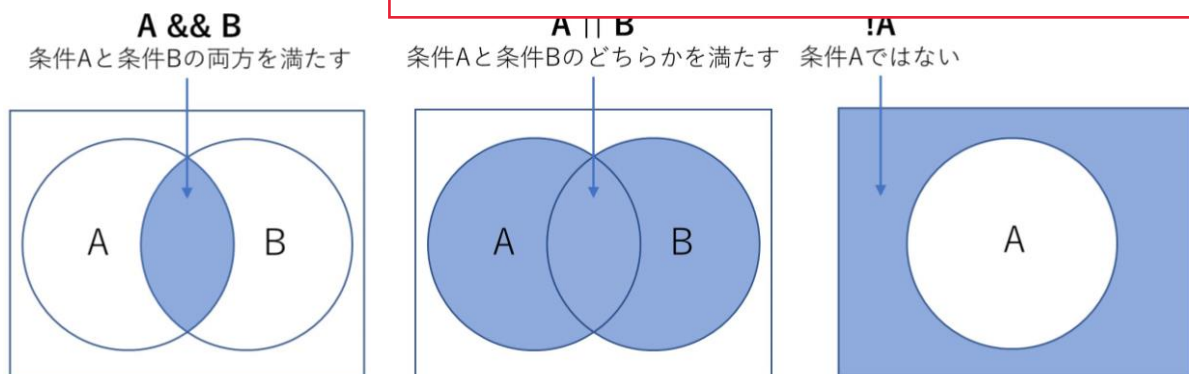 A && B
条件Aと条件Bの両方を満たす
A || B
条件Aと条件Bのどちらかを満たす
!A
条件Aではない
A
B
A
B
A